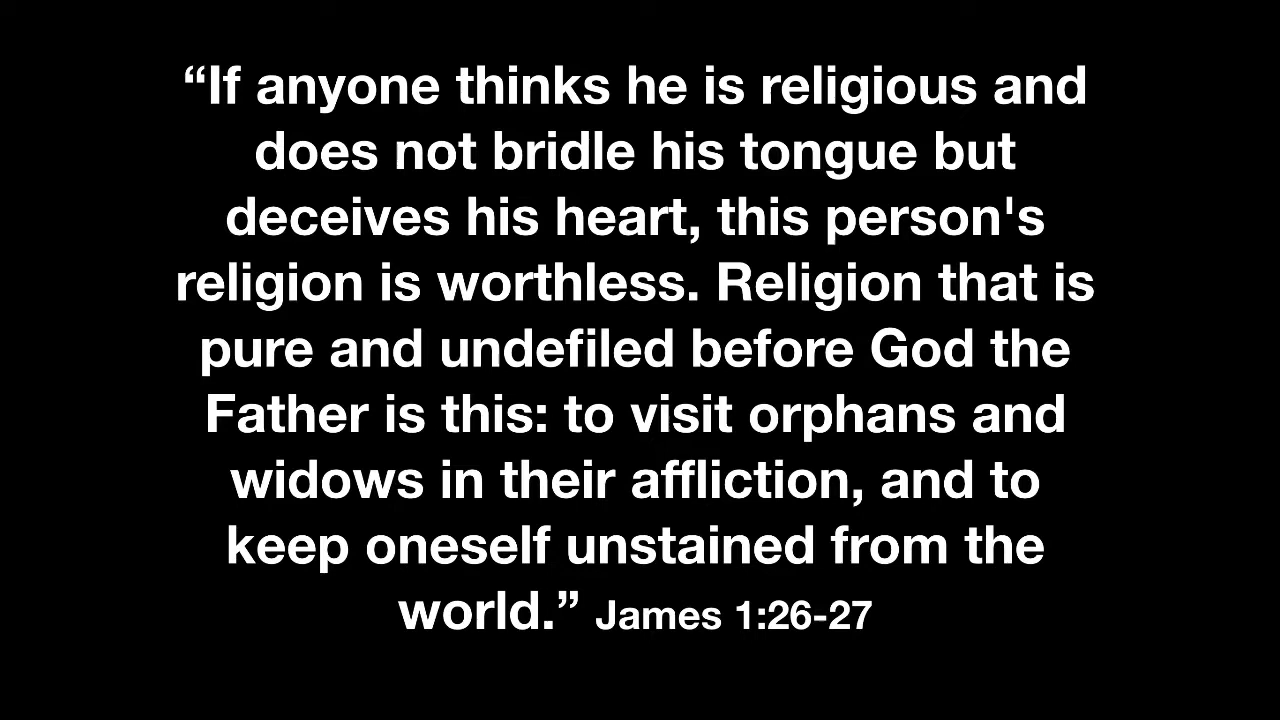 “If anyone thinks he is religious and
does not bridle his tongue but
deceives his heart, this person's
religion is worthless. Religion that is
pure and undefiled before God the
Father is this: to visit orphans and
widows in their affliction, and to
keep oneself unstained from the
world.” James 1:26-27